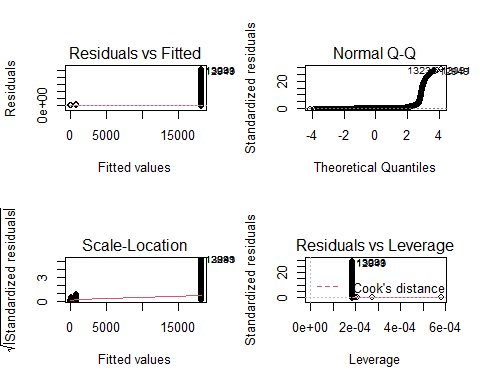 Residuals vs Fitted
Residuals
0e+00
0 5000 15000
Fitted values
Normal Q-Q
Standardized residuals
0 20
-4 -2 0 2 4
Theoretical Quantiles
Scale-Location
√|Standardized residuals|
0 3
0 5000 15000
Fitted values
Residuals vs Leverage
Standardized residuals
0 20
Cook's distance
0e+00 2e-04 4e-04 6e-04
Leverage